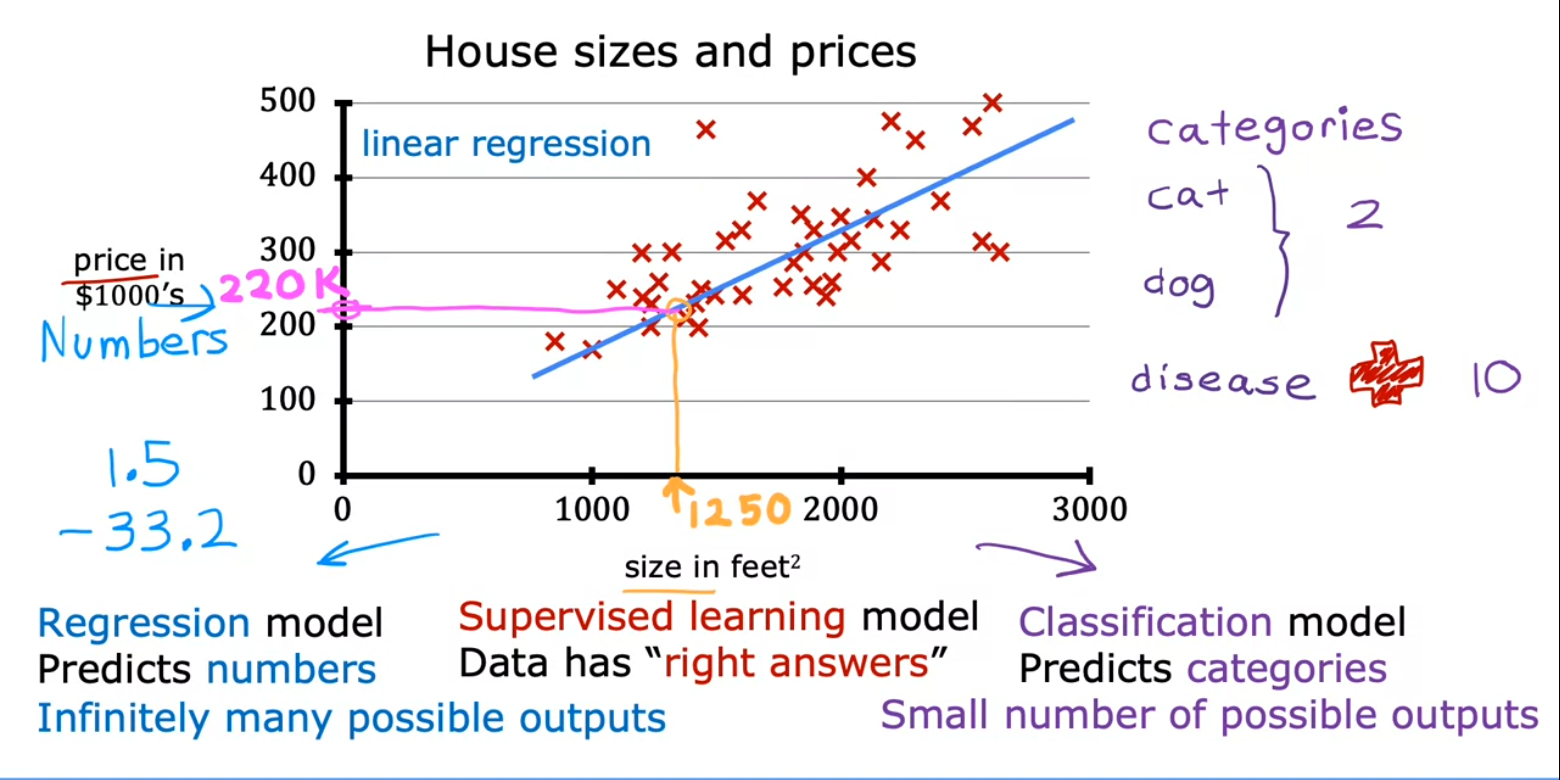 House sizes and prices
500
linear regression
400
300
200
100
0
price in
$1000's
220K
Numbers
1.5
-33.2
0
1000
2000
3000
1250
size in feet²
categories
cat
dog
2
disease
10
Regression model
Predicts numbers
Infinitely many possible outputs
Supervised learning model
Data has “right answers”
Classification model
Predicts categories
Small number of possible outputs